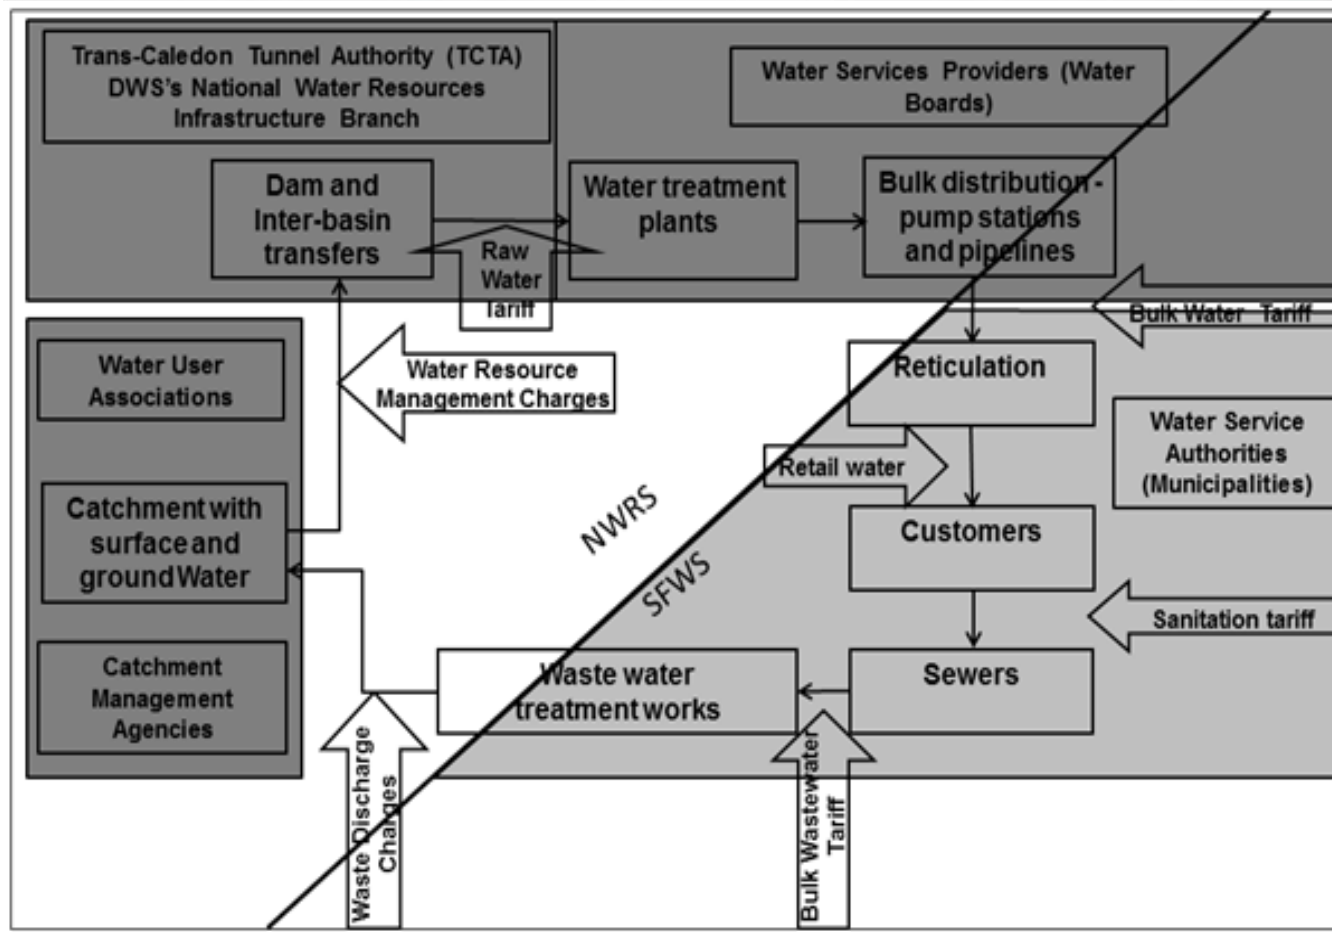 Trans-Caledon Tunnel Authority (TCTA)
DWS's National Water Resources
Infrastructure Branch
Water Services Providers (Water
Boards)
Dam and
Inter-basin
transfers
Water treatment
plants
Bulk distribution -
pump stations
and pipelines
Raw
Water
Tariff
Bulk Water Tariff
Water User
Associations
Water Resource
Management Charges
Reticulation
Water Service
Authorities
(Municipalities)
Retail water
Catchment with
surface and
ground Water
NWRS
SFWS
Customers
Sanitation tariff
Catchment
Management
Agencies
Waste water
treatment works
Sewers
Waste Discharge
Charges
Bulk Wastewater
Tariff